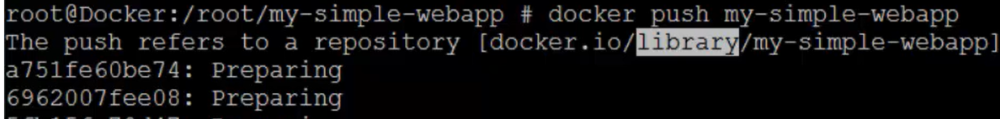 root@Docker:/root/my-simple-webapp # docker push my-simple-webapp
The push refers to a repository [docker.io/library/my-simple-webapp]
a751fe60be74: Preparing
6962007fee08: Preparing